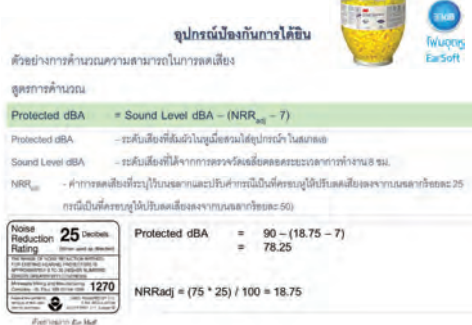 อุปกรณ์ป้องกันการได้ยิน
33dB
EarSoft
ตัวอย่างการคำนวณความสามารถในการลดเสียง
สูตรการคำนวณ
Protected dBA = Sound Level dBA – (NRRadj – 7)
Protected dBA – ระดับเสียงที่สัมผัสในหูเมื่อสวมใส่อุปกรณ์ฯ ในสเกลเอ
Sound Level dBA – ระดับเสียงที่ได้จากการตรวจวัดเฉลี่ยตลอดระยะเวลาการทำงาน 8 ชม.
NRRadj - ค่าการลดเสียงที่ระบุไว้บนฉลากและปรับค่ากรณีเป็นที่ครอบหูให้ปรับลดเสียงลงจากบนฉลากร้อยละ 25
กรณีเป็นที่ครอบหูให้ปรับลดเสียงลงจากบนฉลากร้อยละ 50)
Noise
Reduction 25 Decibels
Rating
Protected dBA = 90 – (18.75 – 7)
= 78.25
1270
NRRadj = (75 * 25) / 100 = 18.75